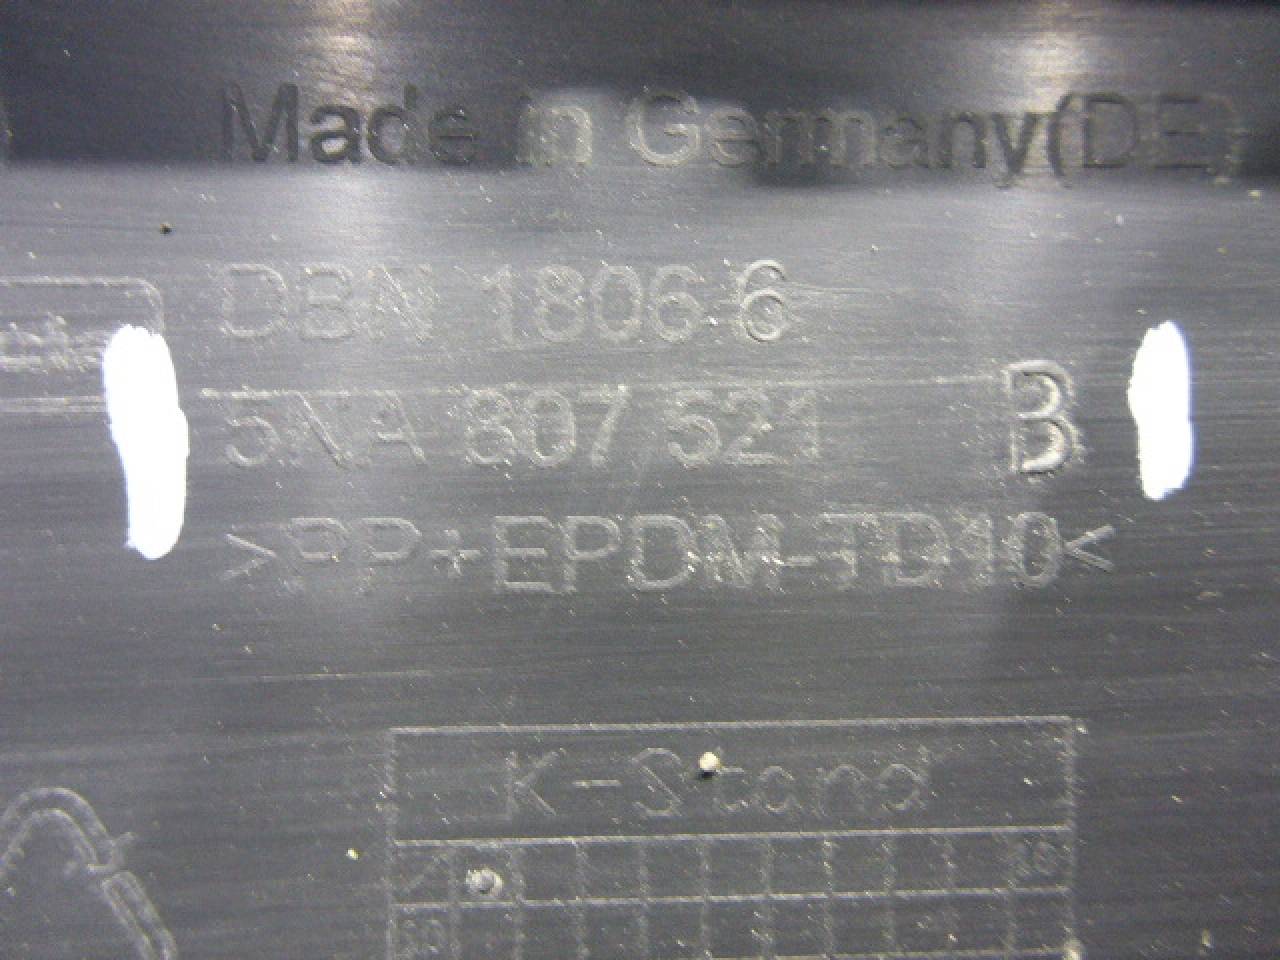 Made in Germany(DE)
DBN 1806 6
5NA 807 521 B
>PP+EPDM-TD10<
K-Stand